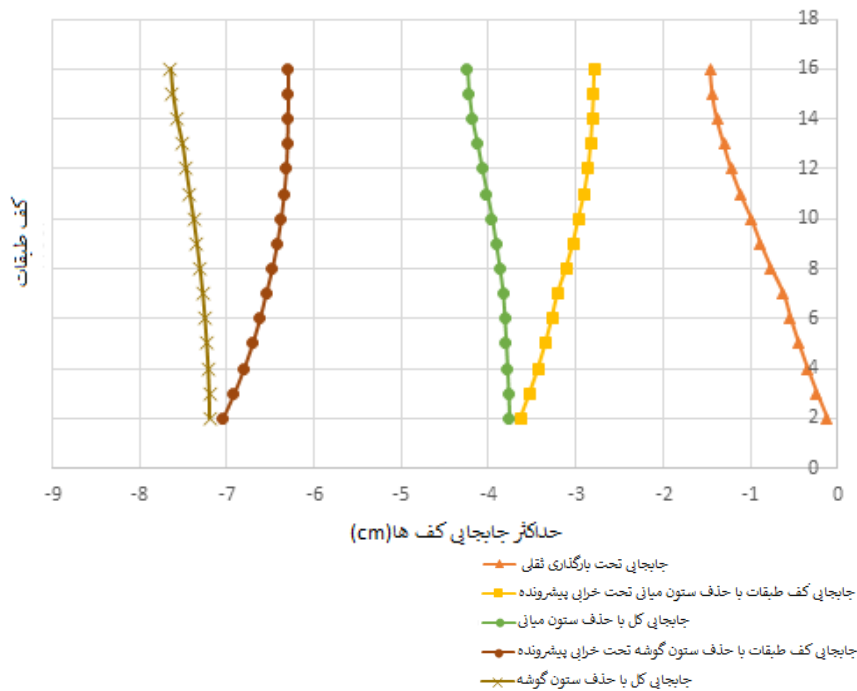 18
16
14
12
10
8
6
4
2
0
کف طبقات
-9 -8 -7 -6 -5 -4 -3 -2 -1 0
حداکثر جابجایی کف ها(cm)
جابجایی تحت بارگذاری ثقلی
جابجایی کف طبقات با حذف ستون میانی تحت خرابی پیشرونده
جابجایی کل با حذف ستون میانی
جابجایی کف طبقات با حذف ستون گوشه تحت خرابی پیشرونده
جابجایی کل با حذف ستون گوشه